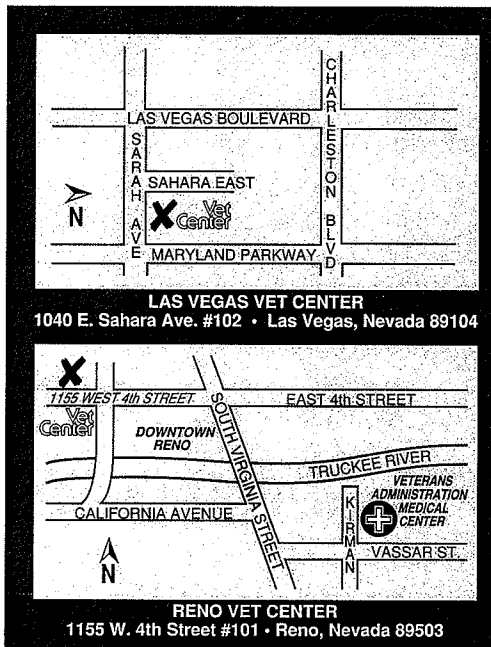 LAS VEGAS BOULEVARD
CHARLESTON BLVD
SARAH AVE
SAHARA EAST
N
Vet
Center
MARYLAND PARKWAY
LAS VEGAS VET CENTER
1040 E. Sahara Ave. #102 • Las Vegas, Nevada 89104
1155 WEST 4th STREET
EAST 4th STREET
Vet
Center
DOWNTOWN
RENO
SOUTH VIRGINIA STREET
TRUCKEE RIVER
VETERANS
ADMINISTRATION
MEDICAL
CENTER
CALIFORNIA AVENUE
KIRMAN
VASSAR ST.
N
RENO VET CENTER
1155 W. 4th Street #101 • Reno, Nevada 89503